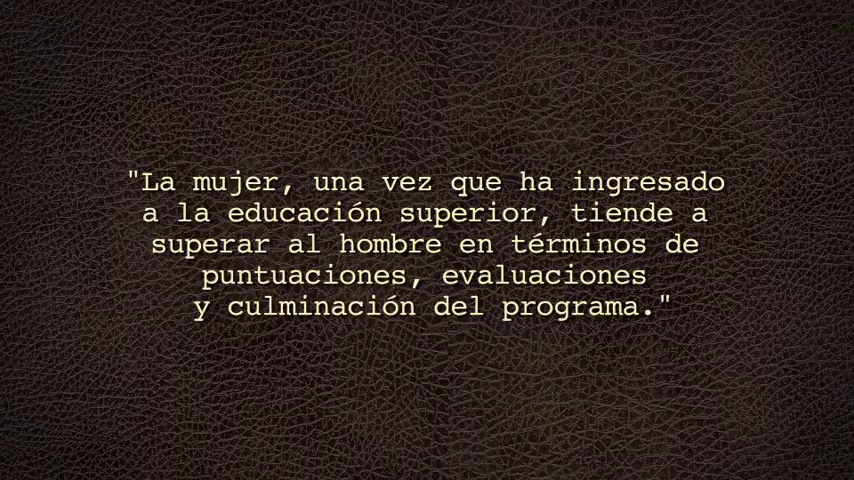 "La mujer, una vez que ha ingresado
a la educación superior, tiende a
superar al hombre en términos de
puntuaciones, evaluaciones
y culminación del programa."